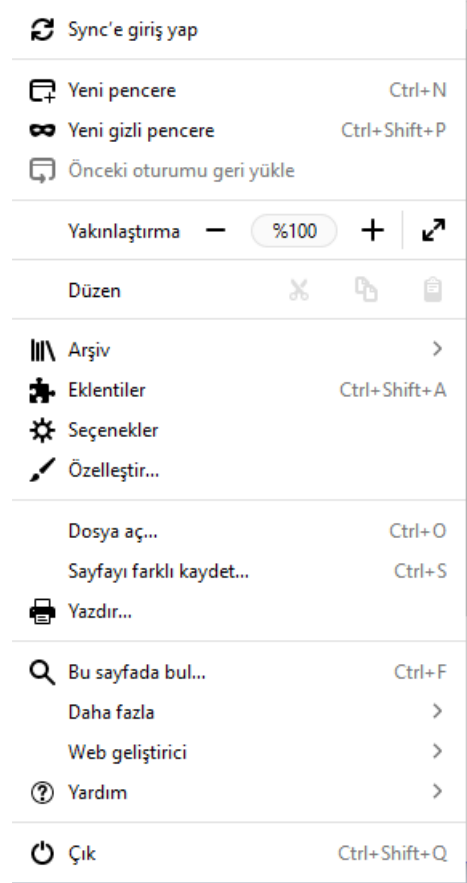 Sync'e giriş yap
Yeni pencere Ctrl+N
Yeni gizli pencere Ctrl+Shift+P
Önceki oturumu geri yükle
Yakınlaştırma − %100 +
Düzen
Arşiv
Eklentiler Ctrl+Shift+A
Seçenekler
Özelleştir...
Dosya aç... Ctrl+O
Sayfayı farklı kaydet... Ctrl+S
Yazdır...
Bu sayfada bul... Ctrl+F
Daha fazla
Web geliştirici
Yardım
Çık Ctrl+Shift+Q